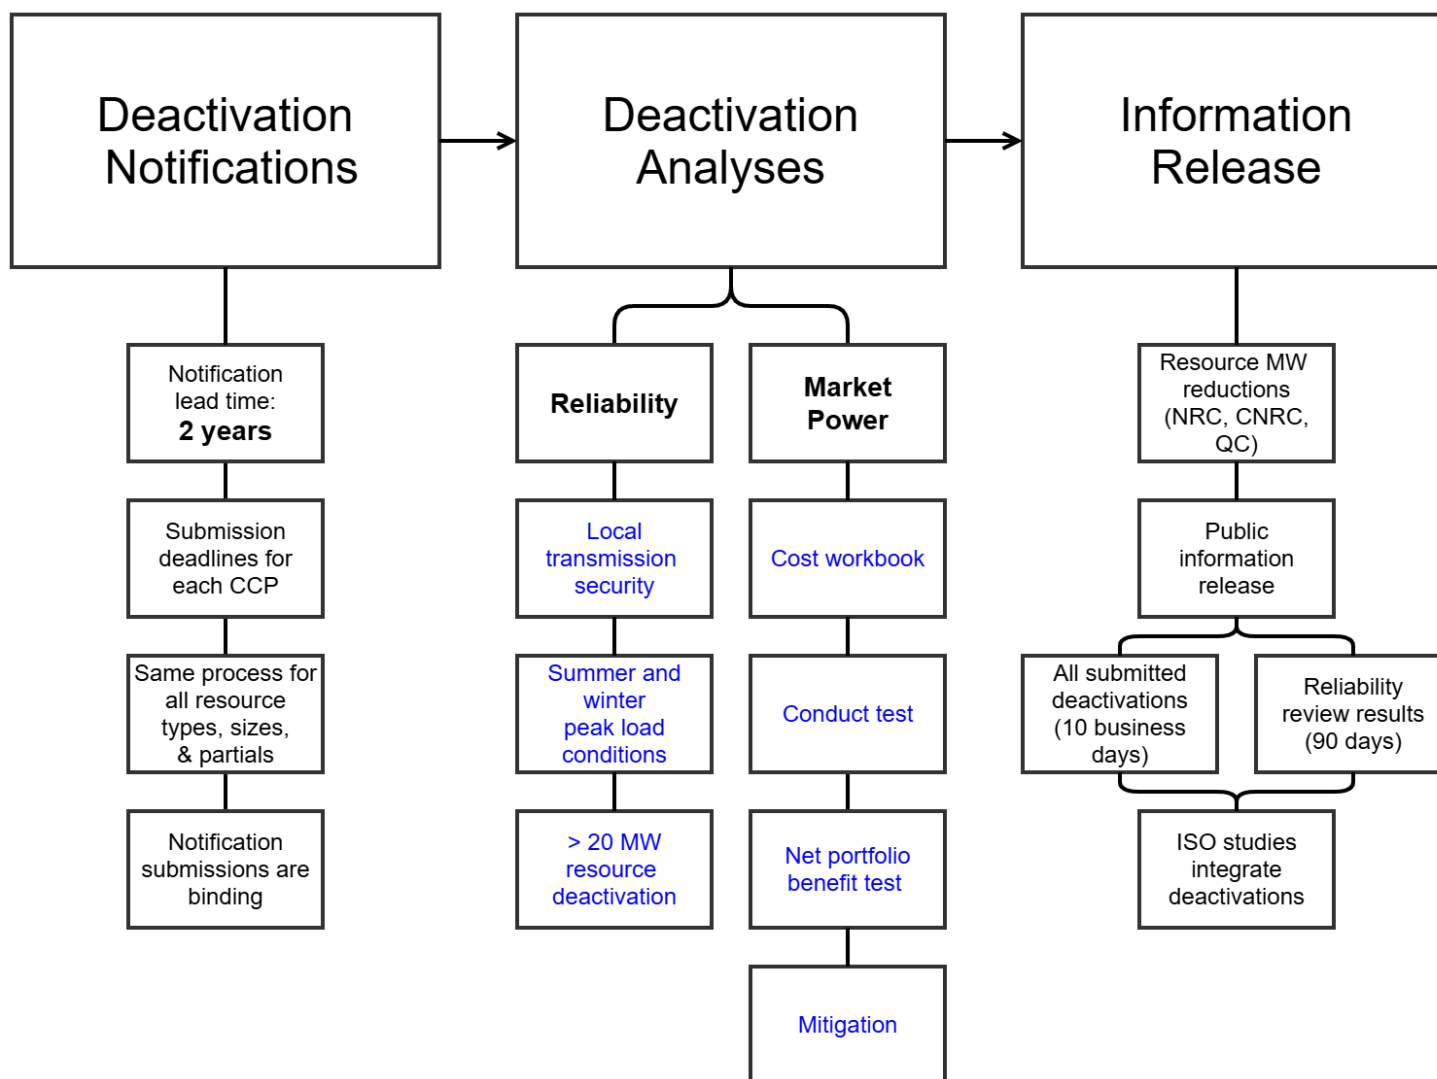 Deactivation
Notifications
Deactivation
Analyses
Information
Release
Notification
lead time:
2 years
Submission
deadlines for
each CCP
Same process for
all resource
types, sizes,
& partials
Notification
submissions are
binding
Reliability
Local
transmission
security
Summer and
winter
peak load
conditions
> 20 MW
resource
deactivation
Market
Power
Cost workbook
Conduct test
Net portfolio
benefit test
Mitigation
Resource MW
reductions
(NRC, CNRC,
QC)
Public
information
release
All submitted
deactivations
(10 business
days)
Reliability
review results
(90 days)
ISO studies
integrate
deactivations